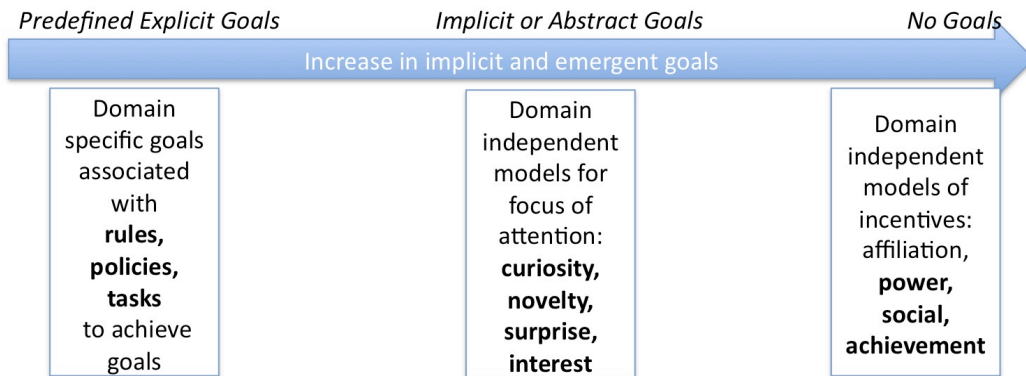 Predefined Explicit Goals
Implicit or Abstract Goals
No Goals
Increase in implicit and emergent goals
Domain
specific goals
associated
with
rules,
policies,
tasks
to achieve
goals
Domain
independent
models for
focus of
attention:
curiosity,
novelty,
surprise,
interest
Domain
independent
models of
incentives:
affiliation,
power,
social,
achievement